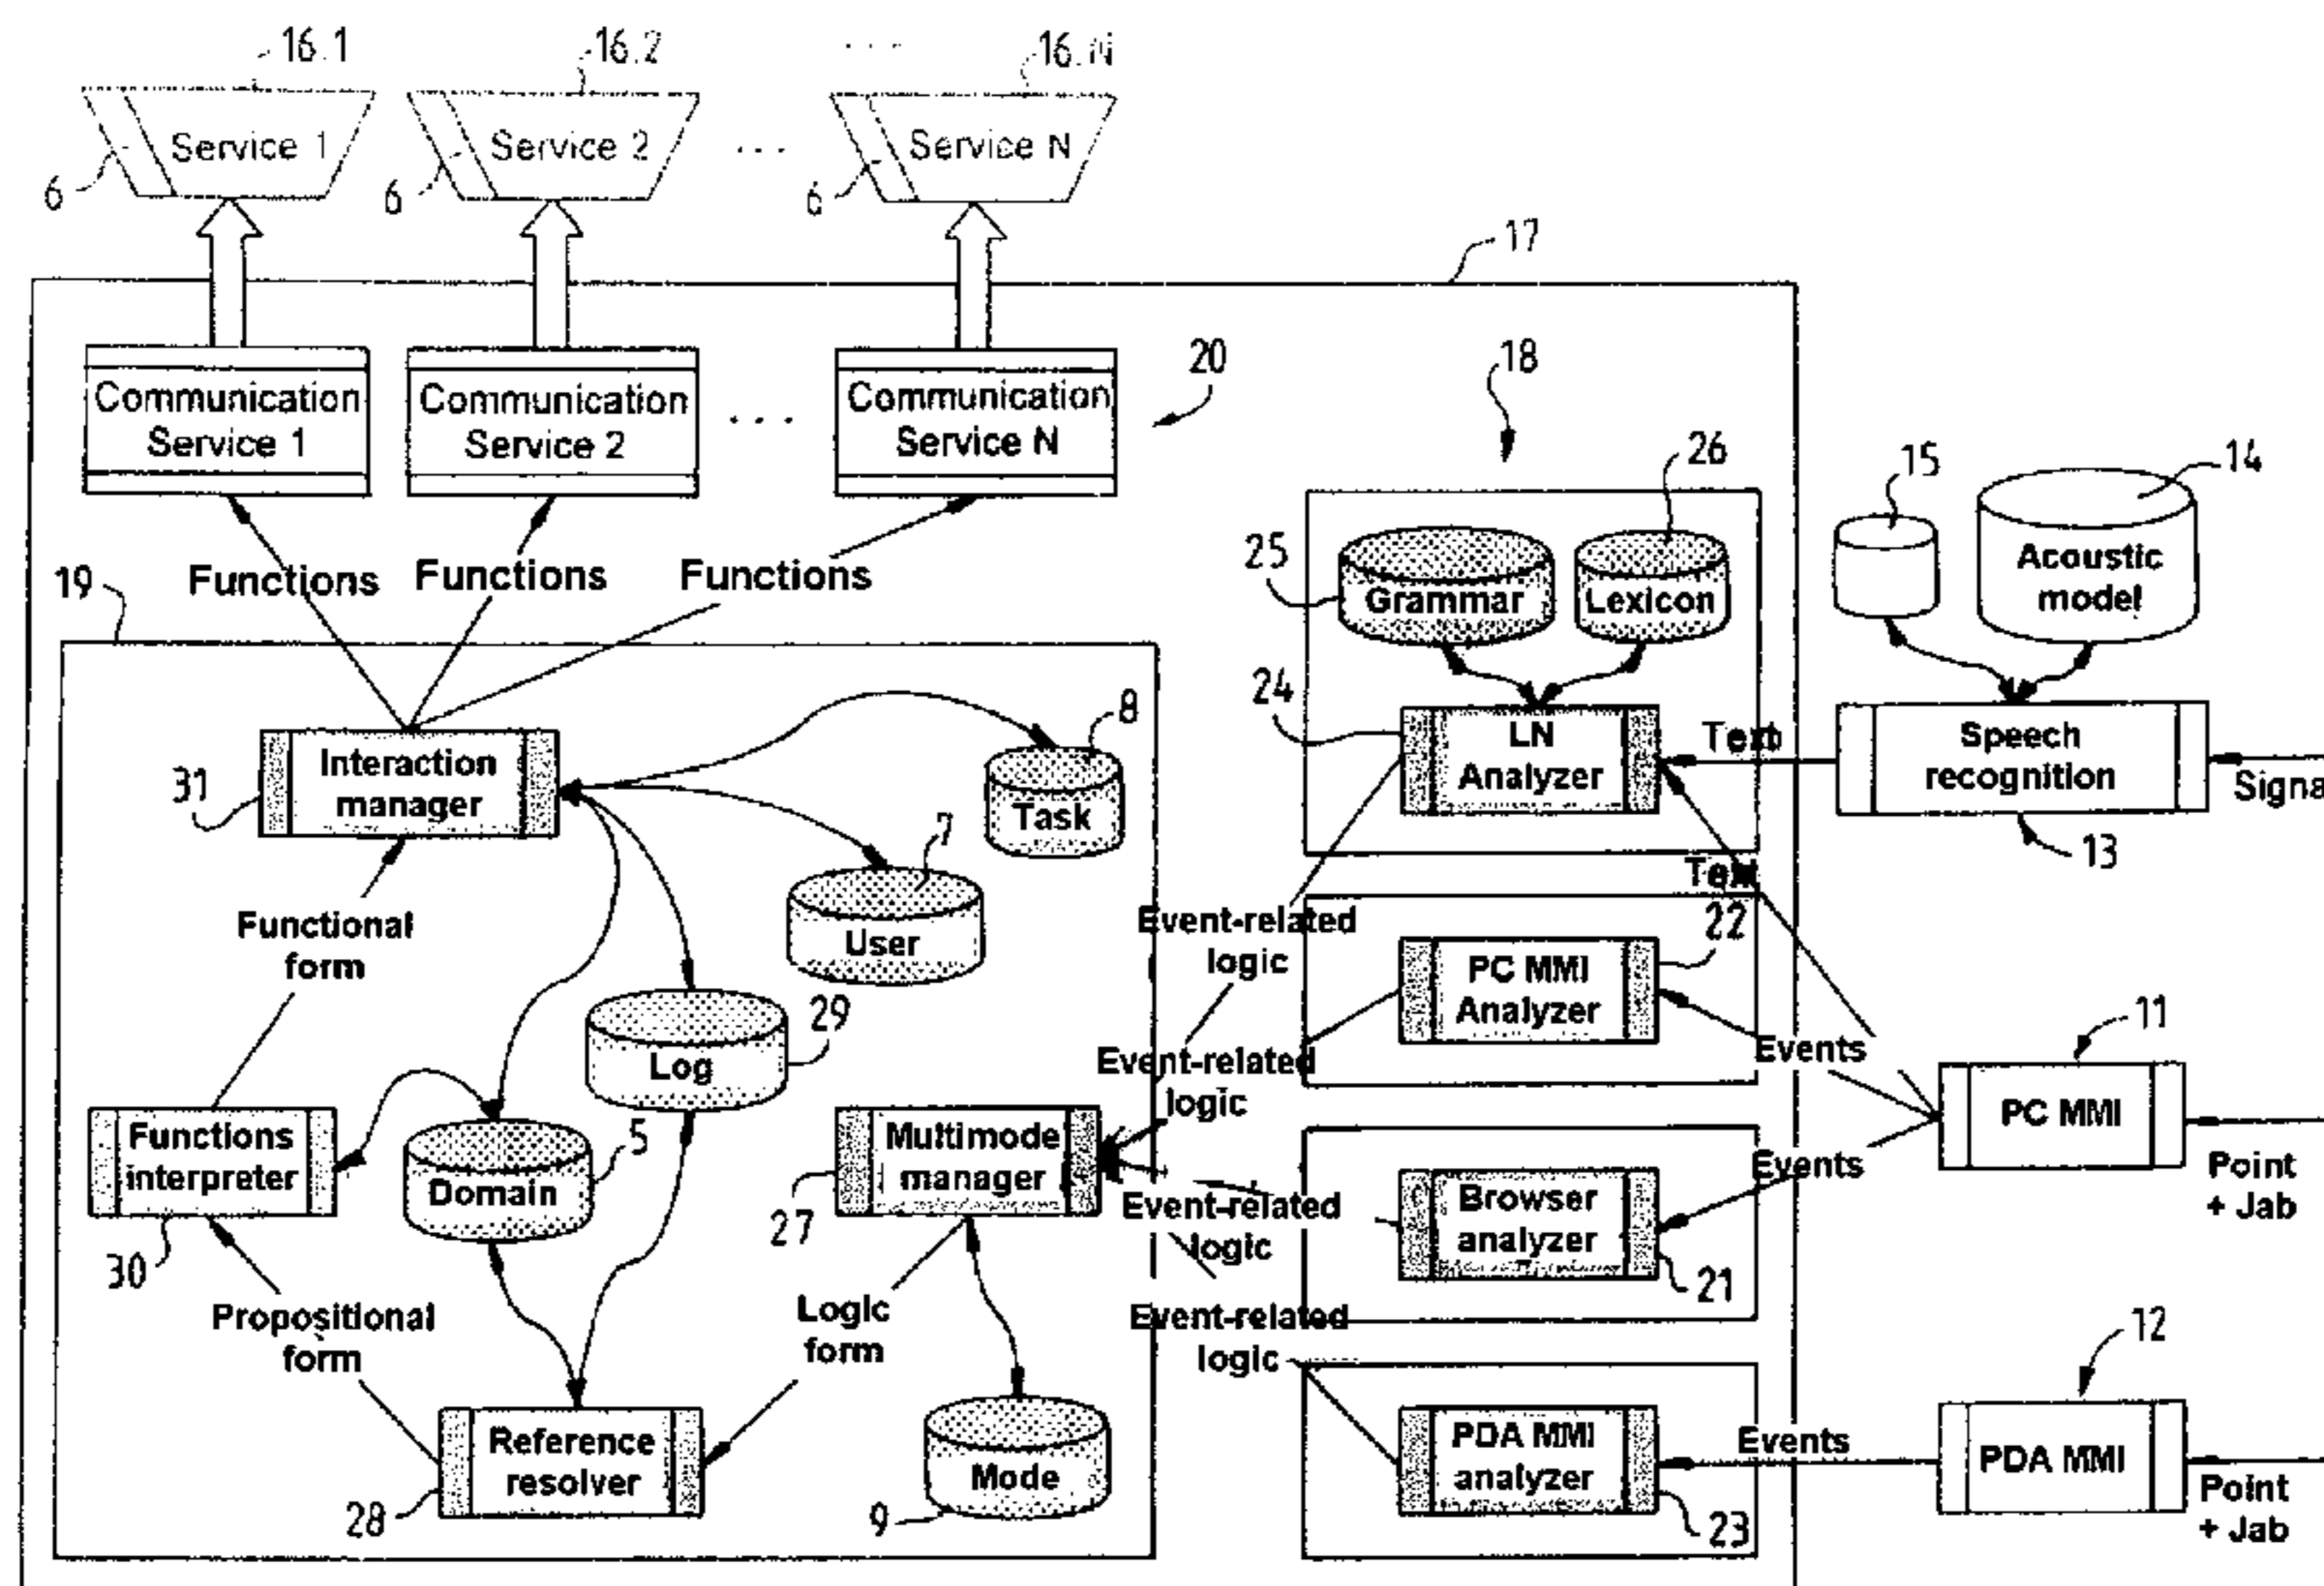 16.1
16.2
....
16.N
Service 1
Service 2
...
Service N
6
6
6
17
Communication
Service 1
Communication
Service 2
...
Communication
Service N
20
18
26
15
14
25
Grammar
Lexicon
Acoustic
model
Functions
Functions
Functions
19
24
LN
Analyzer
Text
Speech
recognition
Signa
13
Text
8
Task
31
Interaction
manager
7
User
Functional
form
Event-related
logic
22
PC MMI
Analyzer
Events
11
PC MMI
Point
+ Jab
29
Log
Event-related
logic
Functions
interpreter
30
5
Domain
Multimode
manager
27
Events
Event-related
logic
Browser
analyzer
21
Propositional
form
Logic
form
Event-related
logic
12
Reference
resolver
28
Mode
9
PDA MMI
analyzer
23
Events
PDA MMI
Point
+ Jab